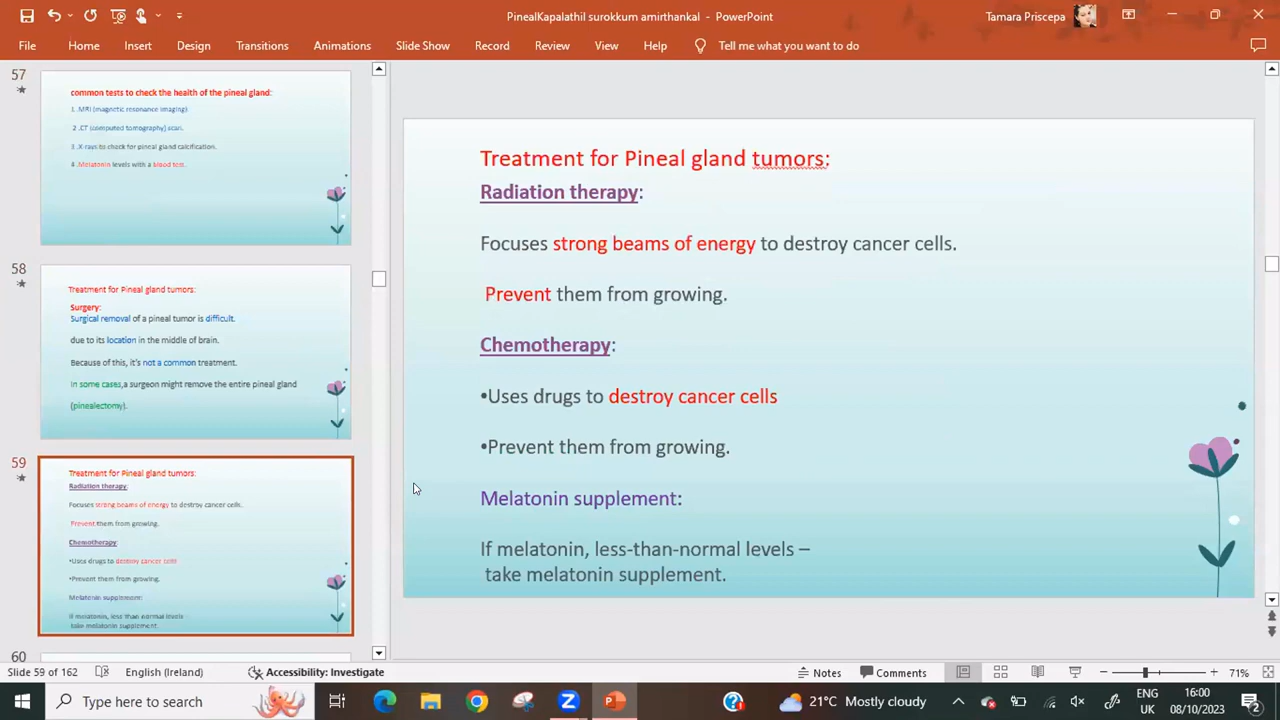 PinealKapalathil surokkum amirthankal - PowerPoint
Tamara Priscepa
File Home Insert Design Transitions Animations Slide Show Record Review View Help Tell me what you want to do
57
common tests to check the health of the pineal gland:
1 .MRI (magnetic resonance imaging).
2 .CT (computed tomography) scan.
3 .X-rays to check for pineal gland calcification.
4 .Melatonin levels with a blood test.
58
Treatment for Pineal gland tumors:
Surgery:
Surgical removal of a pineal tumor is difficult.
due to its location in the middle of brain.
Because of this, it's not a common treatment.
In some cases,a surgeon might remove the entire pineal gland
(pinealectomy).
59
Treatment for Pineal gland tumors:
Radiation therapy:
Focuses strong beams of energy to destroy cancer cells.
Prevent them from growing.
Chemotherapy:
•Uses drugs to destroy cancer cells
•Prevent them from growing.
Melatonin supplement:
If melatonin, less-than-normal levels
take melatonin supplement.
60
Treatment for Pineal gland tumors:
Radiation therapy:
Focuses strong beams of energy to destroy cancer cells.
Prevent them from growing.
Chemotherapy:
•Uses drugs to destroy cancer cells
•Prevent them from growing.
Melatonin supplement:
If melatonin, less-than-normal levels –
take melatonin supplement.
Slide 59 of 162 English (Ireland) Accessibility: Investigate Notes Comments 71%
Type here to search
21°C Mostly cloudy
ENG
UK
16:00
08/10/2023
2